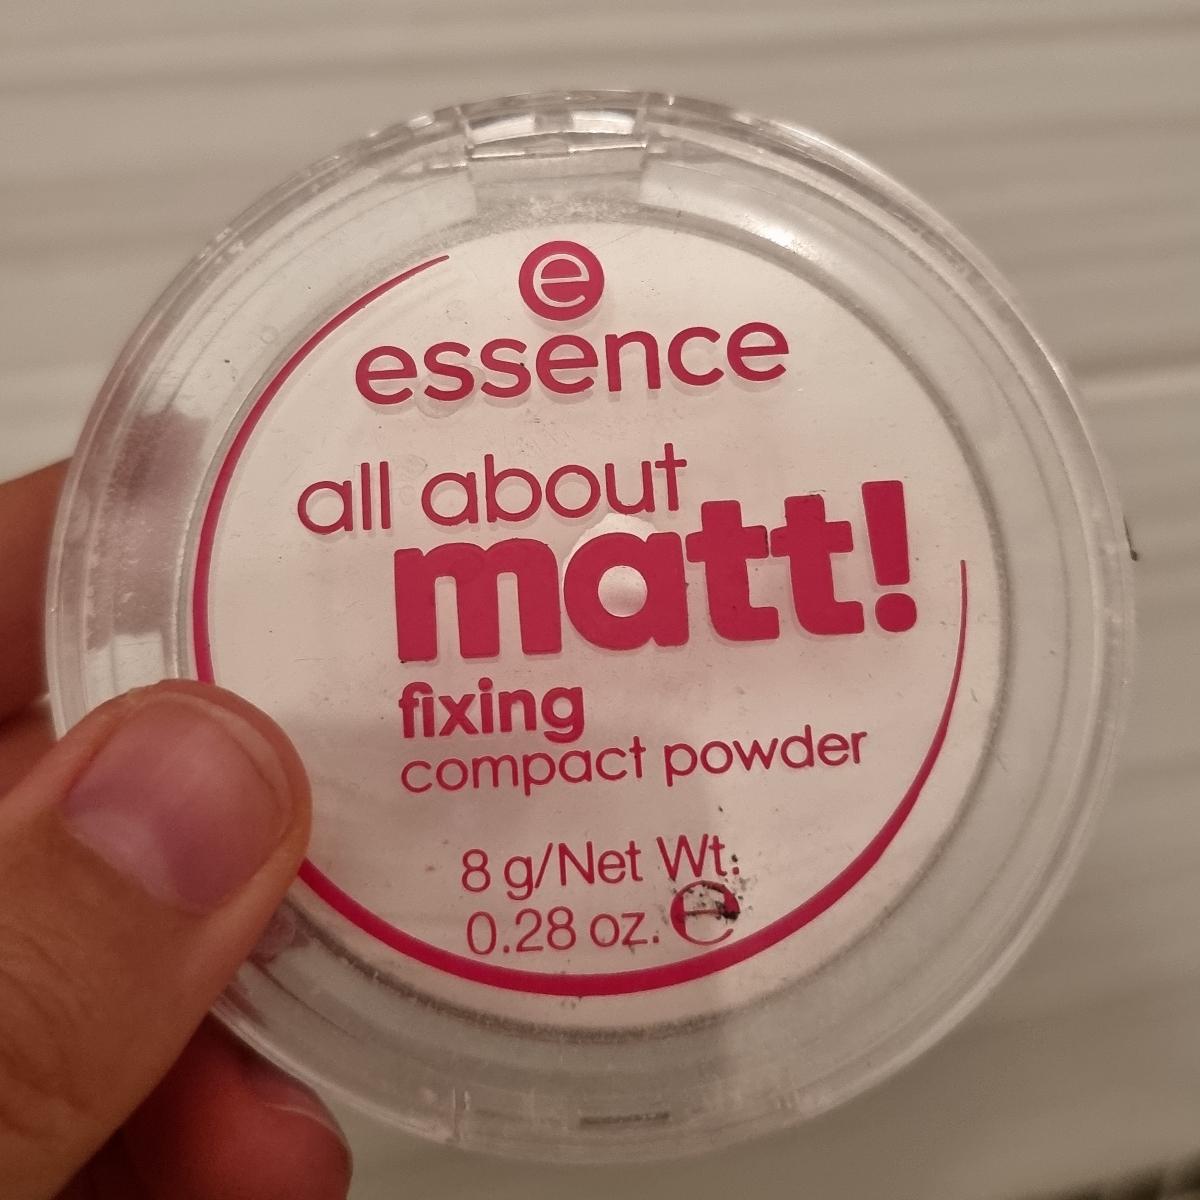 e
essence
all about
matt!
fixing
compact powder
8 g/Net Wt.
0.28 oz. ℮